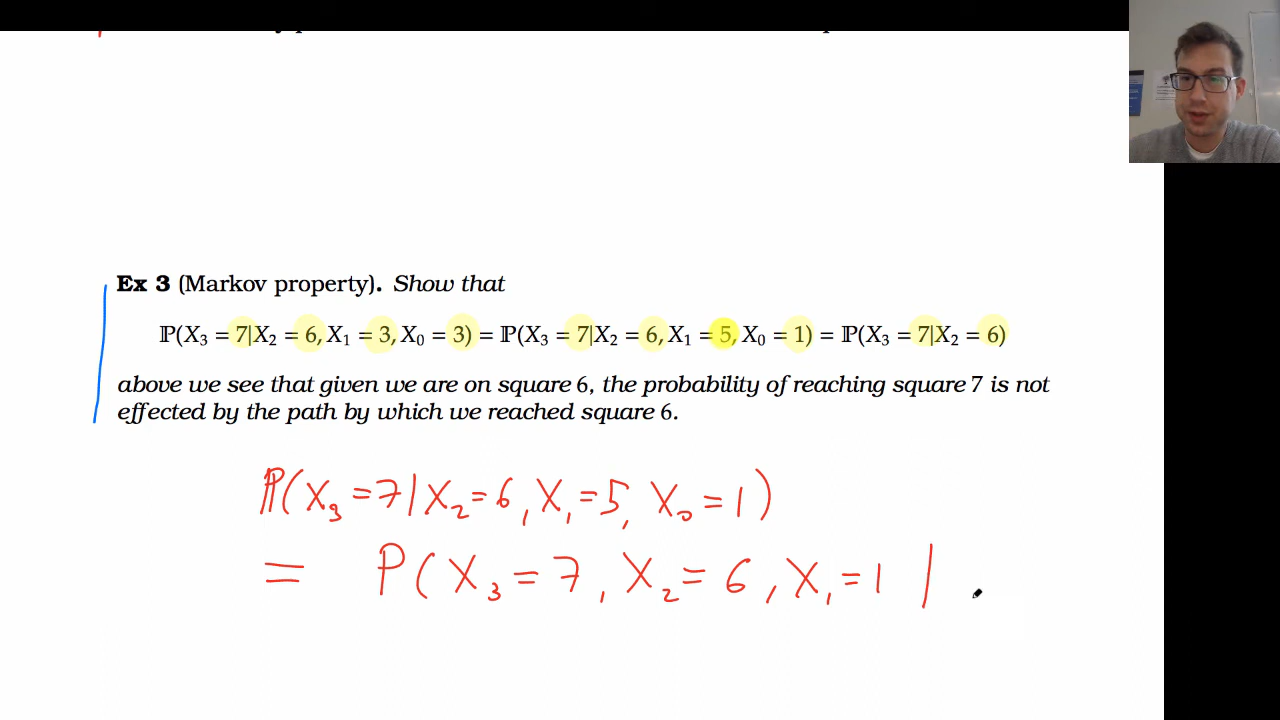 Ex 3 (Markov property). Show that
ℙ(X₃ = 7|X₂ = 6, X₁ = 3, X₀ = 3) = ℙ(X₃ = 7|X₂ = 6, X₁ = 5, X₀ = 1) = ℙ(X₃ = 7|X₂ = 6)
above we see that given we are on square 6, the probability of reaching square 7 is not
effected by the path by which we reached square 6.
ℙ(X₃ = 7 | X₂ = 6, X₁ = 5, X₀ = 1)
= P(X₃ = 7, X₂ = 6, X₁ = 1 |